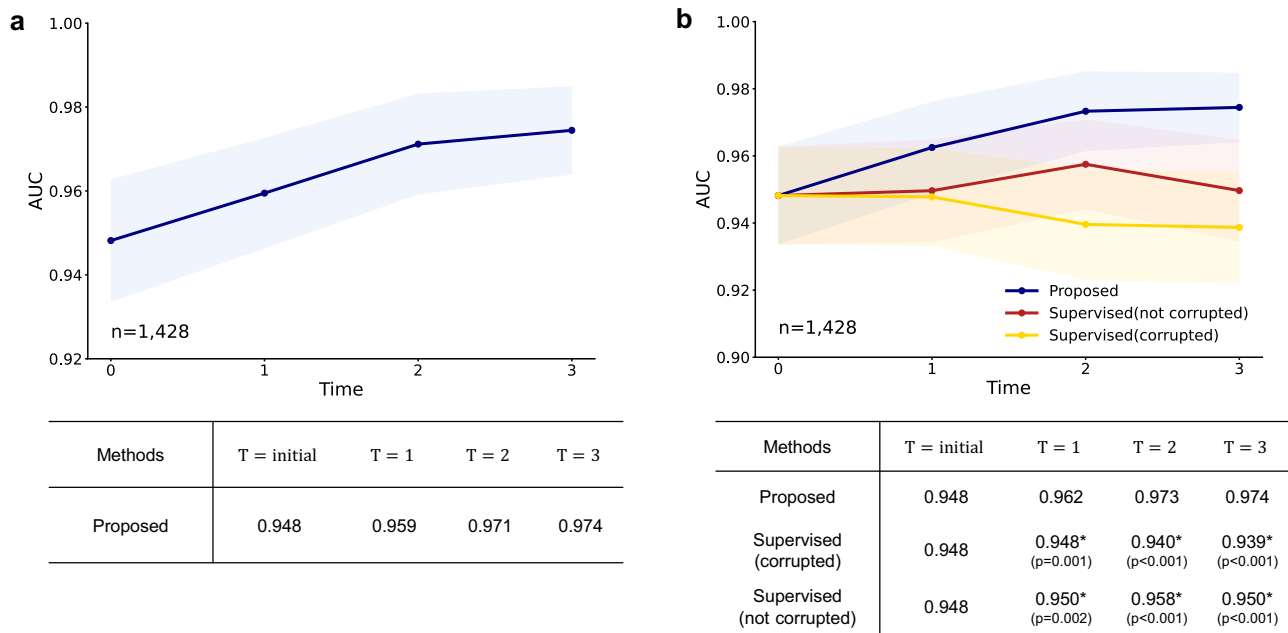 a
1.00
0.98
0.96
0.94
0.92
AUC
n=1,428
0 1 2 3
Time
Methods T = initial T = 1 T = 2 T = 3
Proposed 0.948 0.959 0.971 0.974
b
1.00
0.98
0.96
0.94
0.92
0.90
AUC
Proposed
Supervised(not corrupted)
Supervised(corrupted)
n=1,428
0 1 2 3
Time
Methods T = initial T = 1 T = 2 T = 3
Proposed 0.948 0.962 0.973 0.974
Supervised
(corrupted)
0.948 0.948* 0.940* 0.939*
(p=0.001) (p<0.001) (p<0.001)
Supervised
(not corrupted)
0.948 0.950* 0.958* 0.950*
(p=0.002) (p<0.001) (p<0.001)